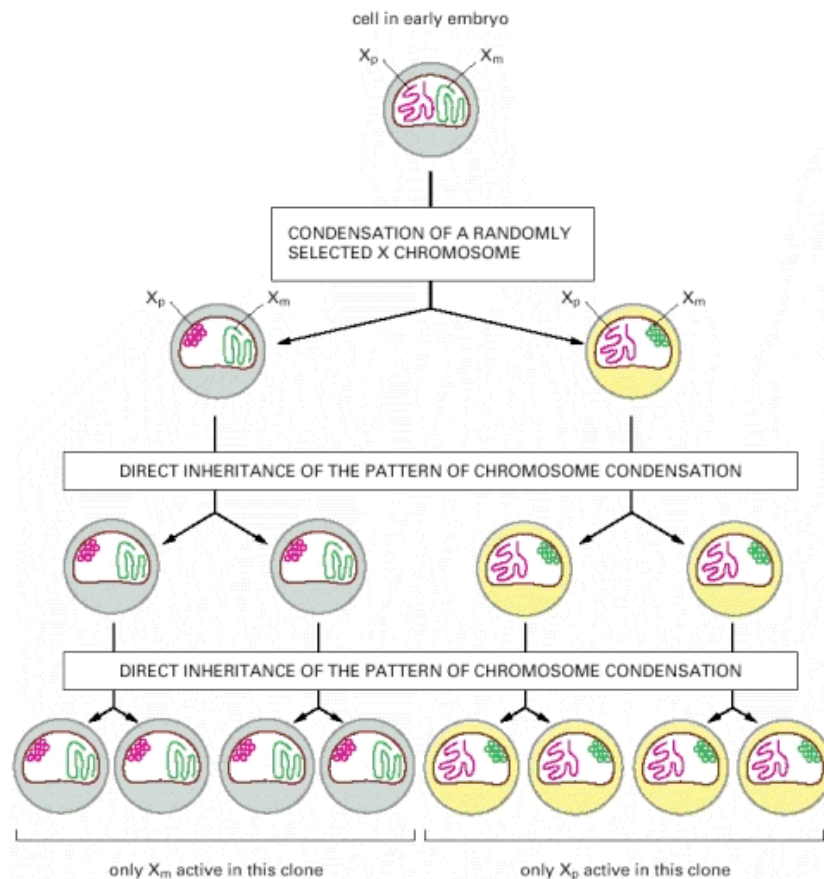 cell in early embryo
Xp Xm
CONDENSATION OF A RANDOMLY
SELECTED X CHROMOSOME
Xp Xm Xp Xm
DIRECT INHERITANCE OF THE PATTERN OF CHROMOSOME CONDENSATION
DIRECT INHERITANCE OF THE PATTERN OF CHROMOSOME CONDENSATION
only Xm active in this clone
only Xp active in this clone